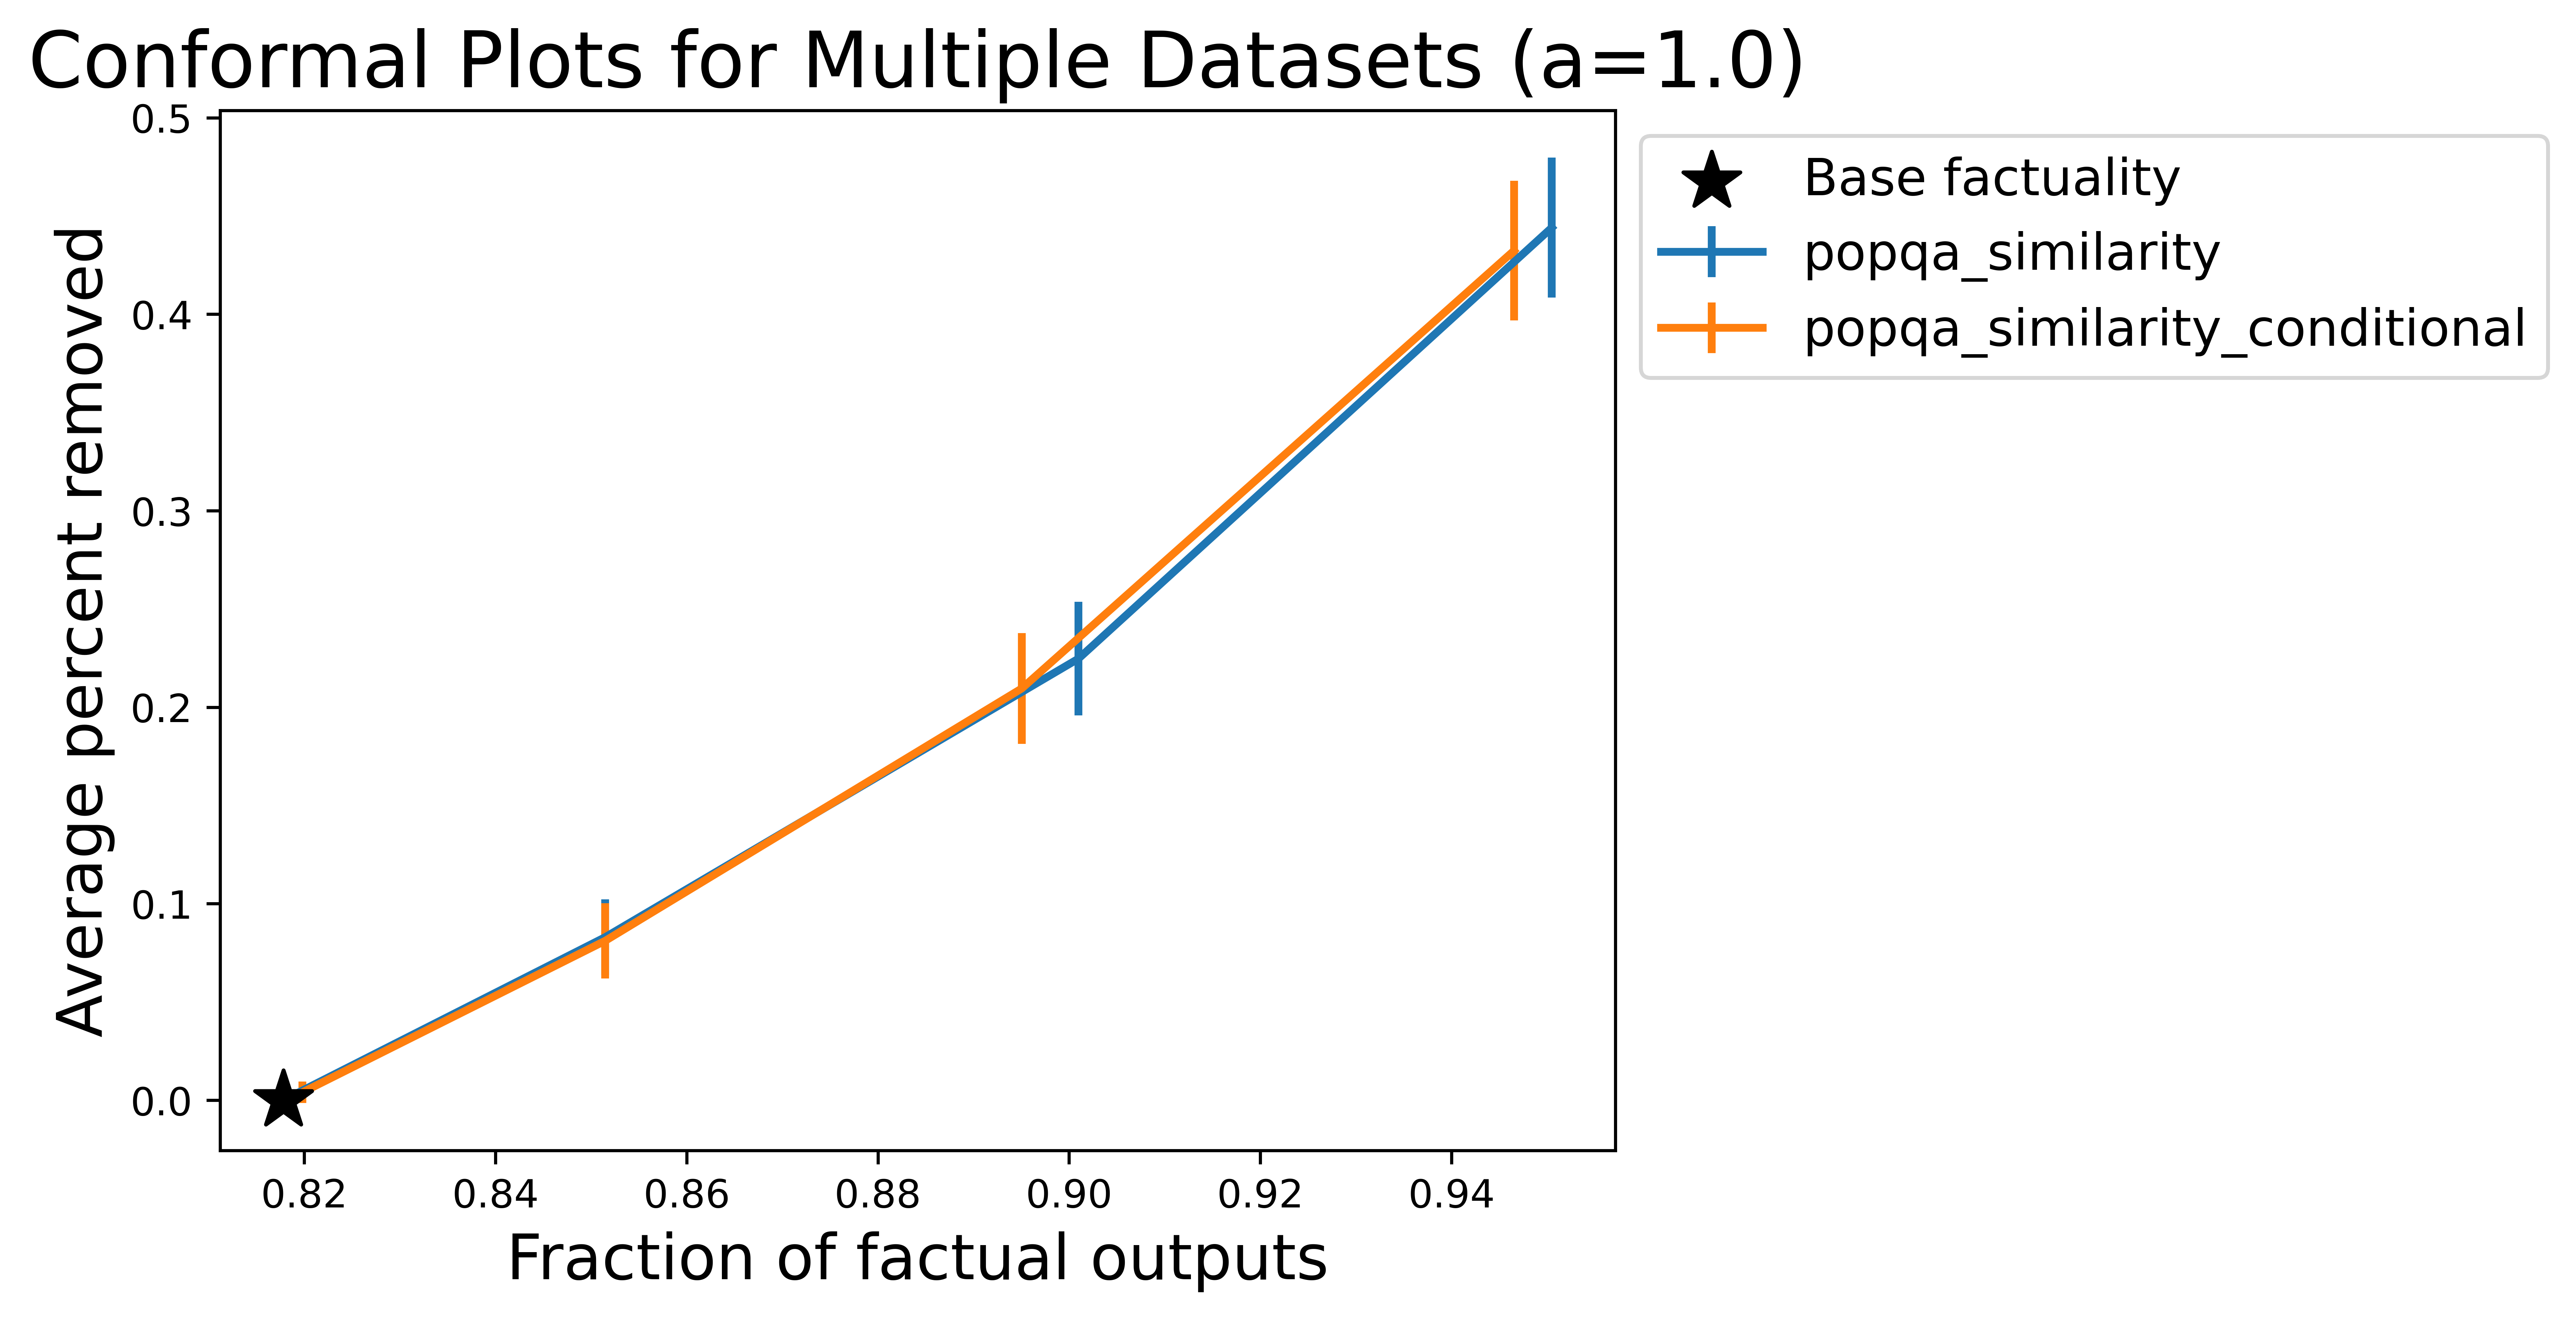 Conformal Plots for Multiple Datasets (a=1.0)
Average percent removed
0.5
0.4
0.3
0.2
0.1
0.0
0.82 0.84 0.86 0.88 0.90 0.92 0.94
Fraction of factual outputs
Base factuality
popqa_similarity
popqa_similarity_conditional